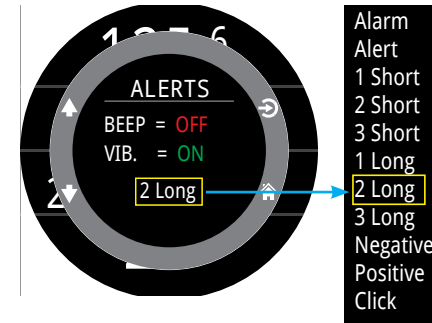 ALERTS
BEEP = OFF
VIB. = ON
2 Long
Alarm
Alert
1 Short
2 Short
3 Short
1 Long
2 Long
3 Long
Negative
Positive
Click